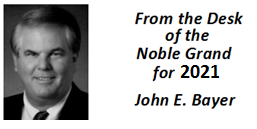 From the Desk
of the
Noble Grand
for 2021
John E. Bayer